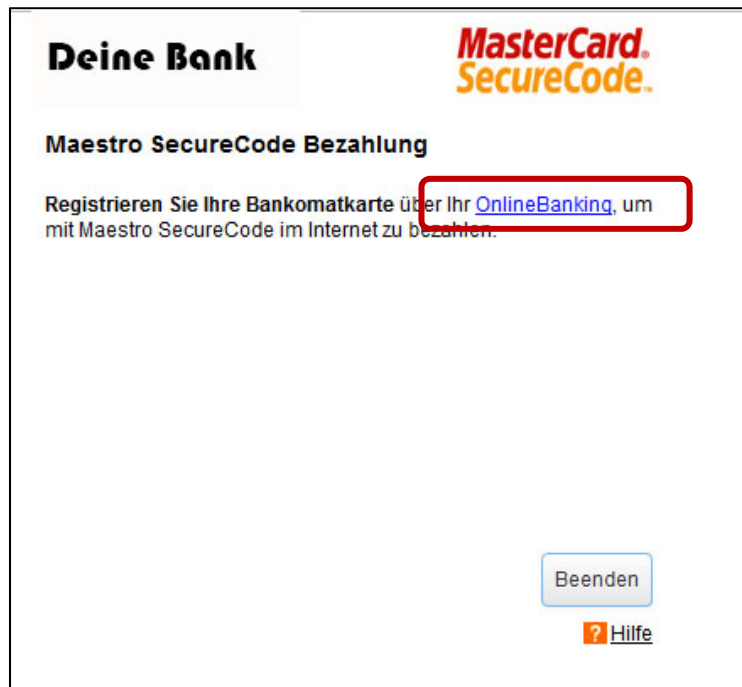 Deine Bank
MasterCard.
SecureCode™
Maestro SecureCode Bezahlung
Registrieren Sie Ihre Bankomatkarte über Ihr OnlineBanking, um
mit Maestro SecureCode im Internet zu bezahlen.
Beenden
? Hilfe